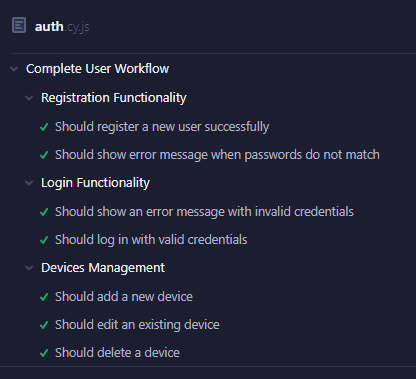 auth.cy.js
Complete User Workflow
Registration Functionality
Should register a new user successfully
Should show error message when passwords do not match
Login Functionality
Should show an error message with invalid credentials
Should log in with valid credentials
Devices Management
Should add a new device
Should edit an existing device
Should delete a device